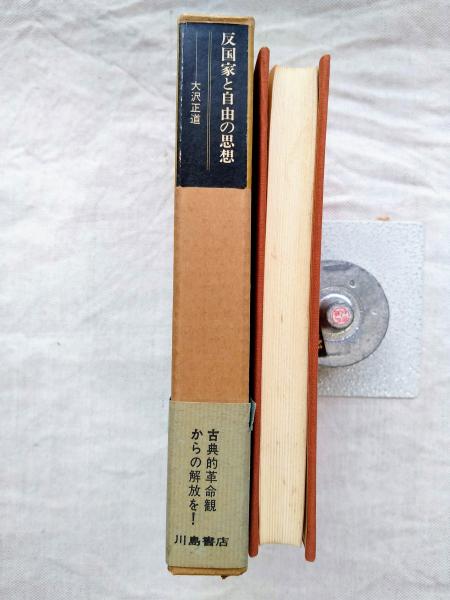 反国家と自由の思想
大沢正道
古典的革命観
からの解放を!
川島書店